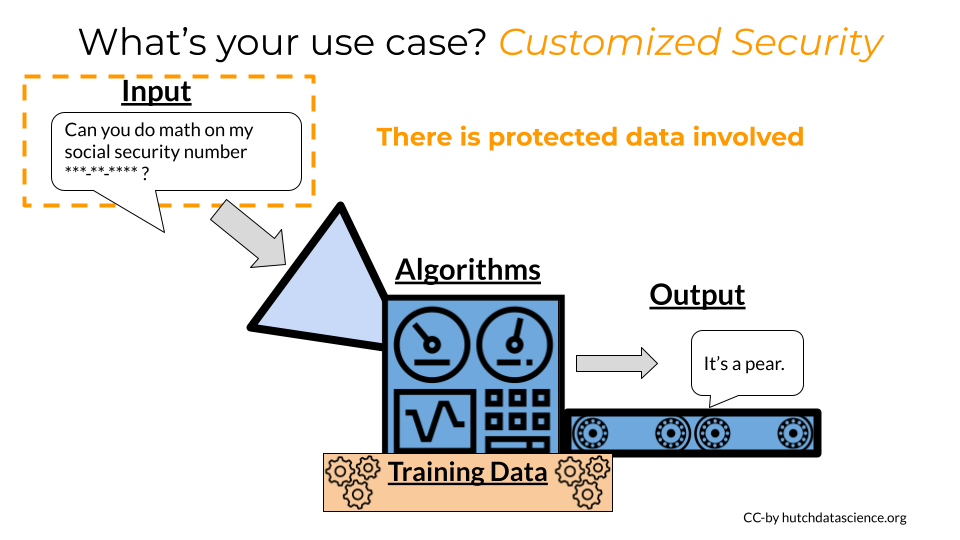 What's your use case? Customized Security
Input
Can you do math on my
social security number
***-**-**** ?
There is protected data involved
Algorithms
Output
It's a pear.
Training Data
CC-by hutchdatascience.org